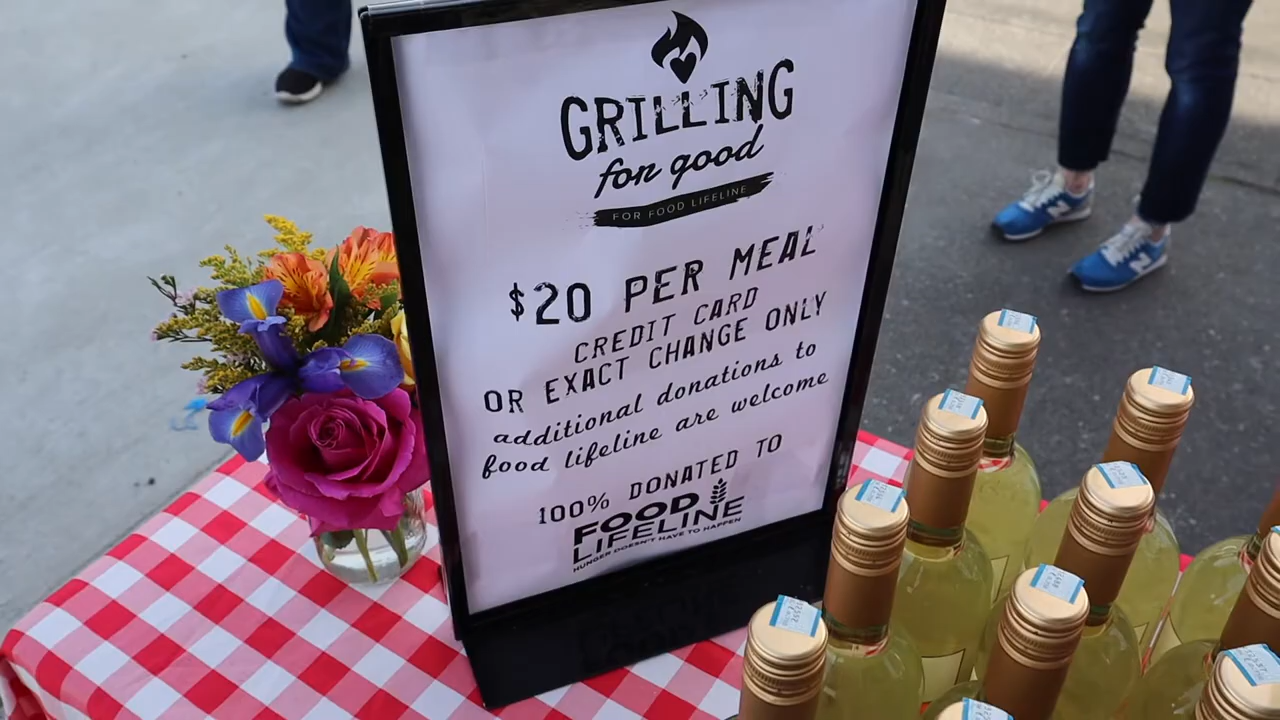 GRILLING
for good
FOR FOOD LIFELINE
$20 PER MEAL
CREDIT CARD
OR EXACT CHANGE ONLY
additional donations to
food lifeline are welcome
100% DONATED TO
FOOD
LIFELINE
HUNGER DOESN'T HAVE TO HAPPEN
N
N